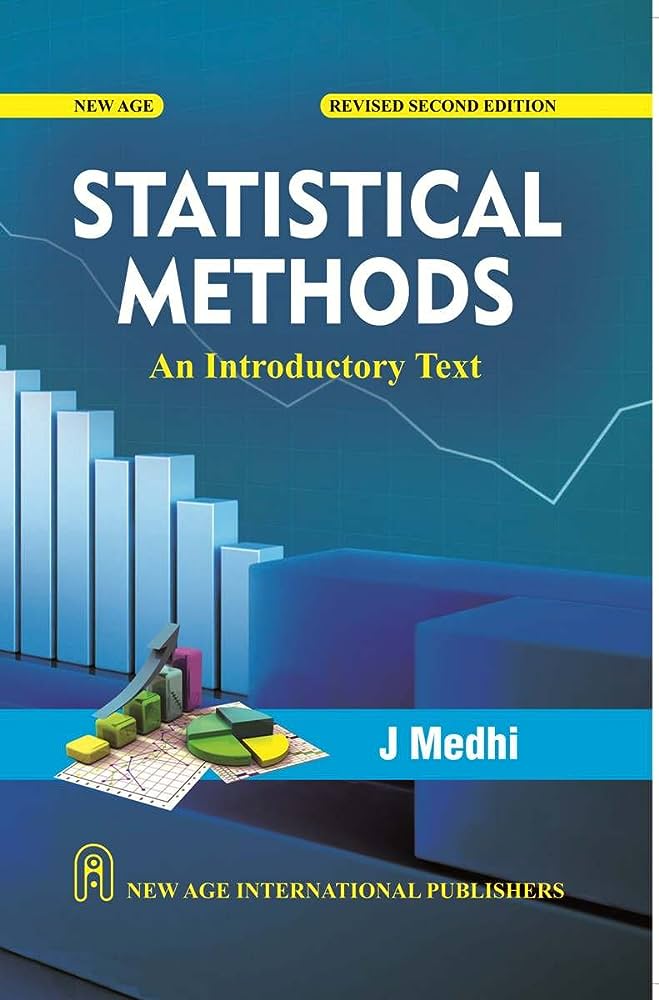 NEW AGE
REVISED SECOND EDITION
STATISTICAL
METHODS
An Introductory Text
J Medhi
NEW AGE INTERNATIONAL PUBLISHERS